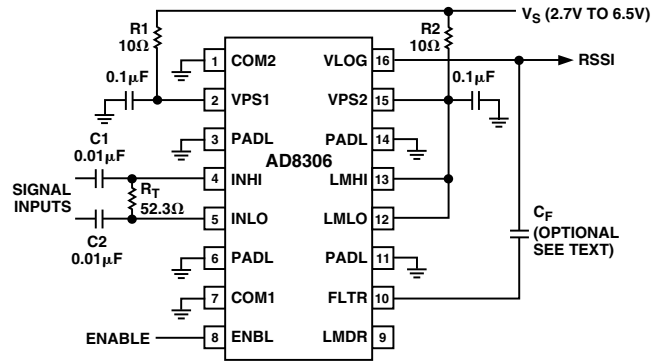 R1
10Ω
R2
10Ω
V_S (2.7V TO 6.5V)
0.1µF
1 COM2
VLOG 16
RSSI
2 VPS1
VPS2 15
0.1µF
3 PADL
PADL 14
AD8306
C1
0.01µF
4 INHI
LMHI 13
SIGNAL
INPUTS
R_T
52.3Ω
5 INLO
LMLO 12
C2
0.01µF
C_F
(OPTIONAL
SEE TEXT)
6 PADL
PADL 11
7 COM1
FLTR 10
ENABLE
8 ENBL
LMDR 9